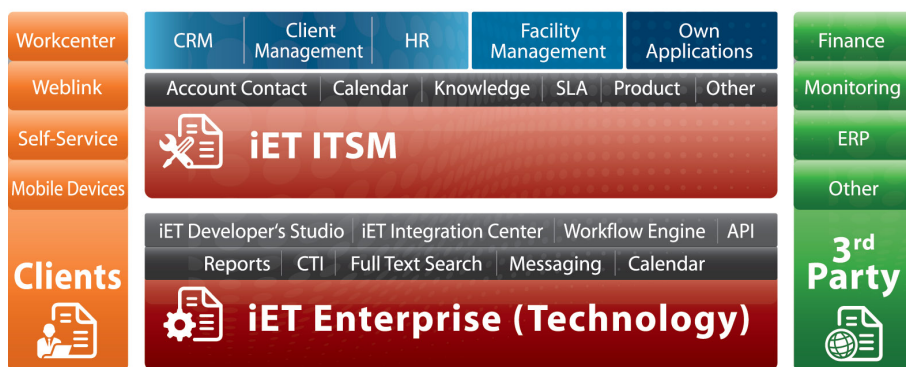 Workcenter
Weblink
Self-Service
Mobile Devices
Clients
CRM
Client
Management
HR
Facility
Management
Own
Applications
Account Contact Calendar Knowledge SLA Product Other
iET ITSM
iET Developer's Studio iET Integration Center Workflow Engine API
Reports CTI Full Text Search Messaging Calendar
iET Enterprise (Technology)
Finance
Monitoring
ERP
Other
3rd
Party